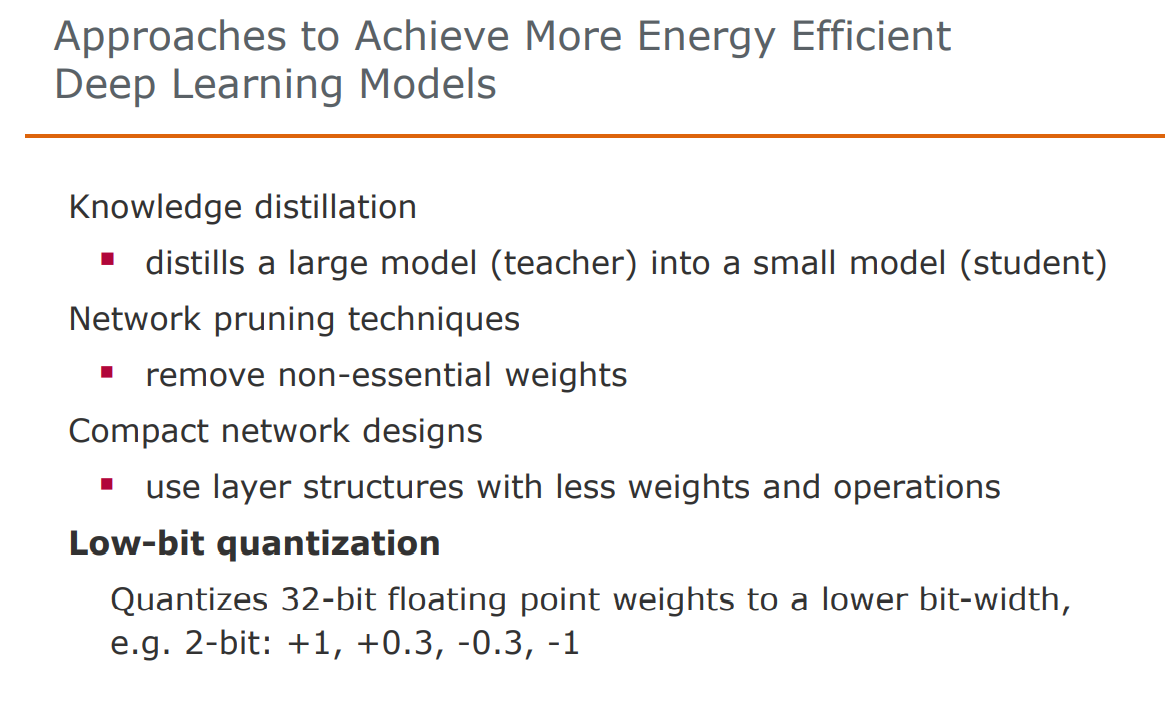 Approaches to Achieve More Energy Efficient
Deep Learning Models
Knowledge distillation
▪ distills a large model (teacher) into a small model (student)
Network pruning techniques
▪ remove non-essential weights
Compact network designs
▪ use layer structures with less weights and operations
Low-bit quantization
Quantizes 32-bit floating point weights to a lower bit-width,
e.g. 2-bit: +1, +0.3, -0.3, -1